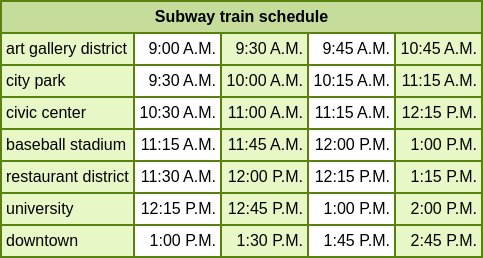 Subway train schedule
art gallery district 9:00 A.M. 9:30 A.M. 9:45 A.M. 10:45 A.M.
city park 9:30 A.M. 10:00 A.M. 10:15 A.M. 11:15 A.M.
civic center 10:30 A.M. 11:00 A.M. 11:15 A.M. 12:15 P.M.
baseball stadium 11:15 A.M. 11:45 A.M. 12:00 P.M. 1:00 P.M.
restaurant district 11:30 A.M. 12:00 P.M. 12:15 P.M. 1:15 P.M.
university 12:15 P.M. 12:45 P.M. 1:00 P.M. 2:00 P.M.
downtown 1:00 P.M. 1:30 P.M. 1:45 P.M. 2:45 P.M.